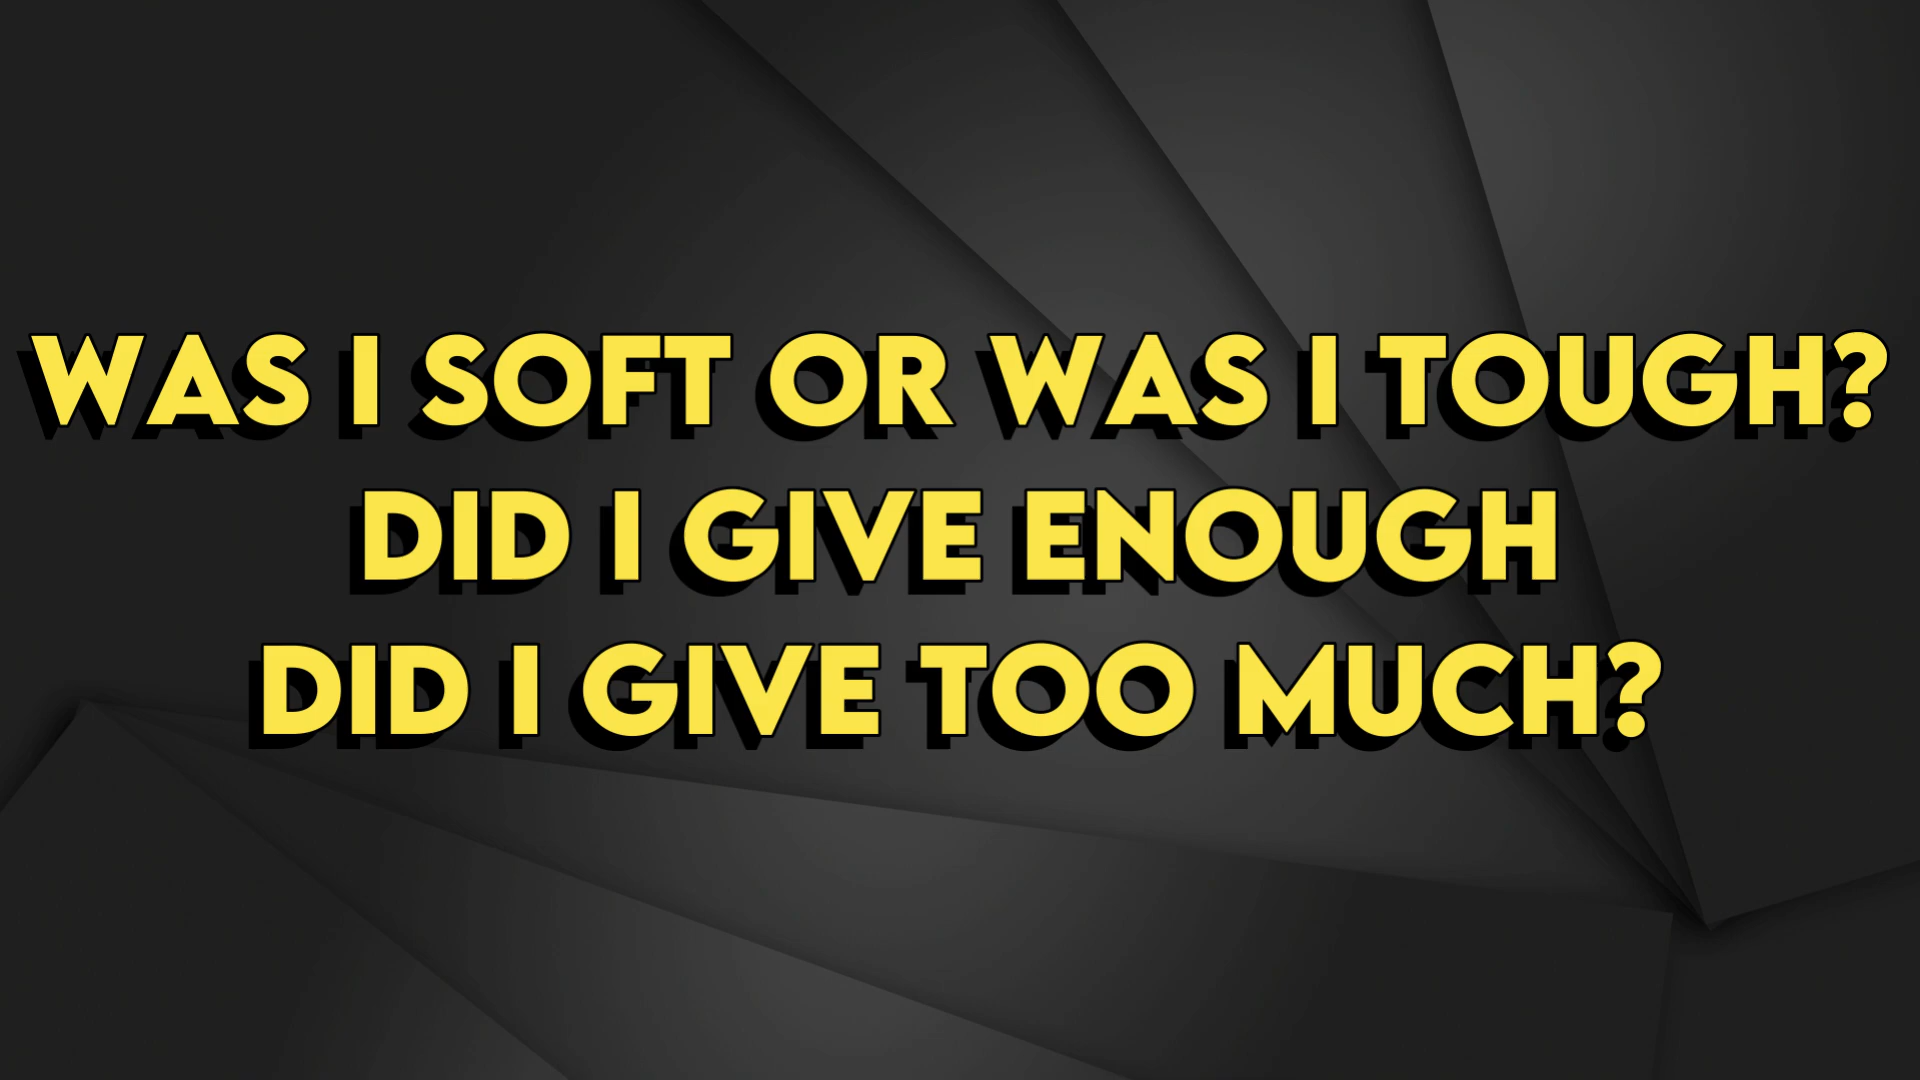 WAS I SOFT OR WAS I TOUGH?
DID I GIVE ENOUGH
DID I GIVE TOO MUCH?